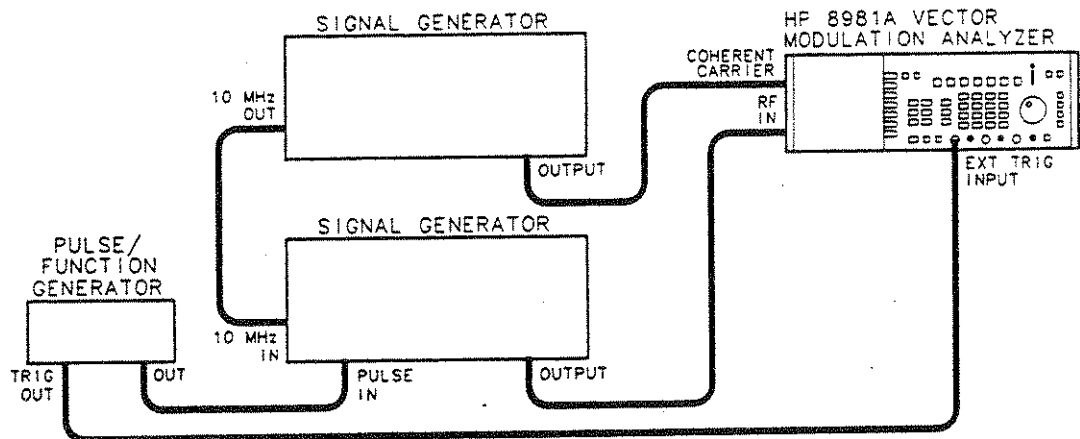 SIGNAL GENERATOR
HP 8981A VECTOR
MODULATION ANALYZER
COHERENT
CARRIER
10 MHz
OUT
RF
IN
OUTPUT
EXT TRIG
INPUT
SIGNAL GENERATOR
PULSE/
FUNCTION
GENERATOR
10 MHz
IN
TRIG
OUT
OUT
PULSE
IN
OUTPUT